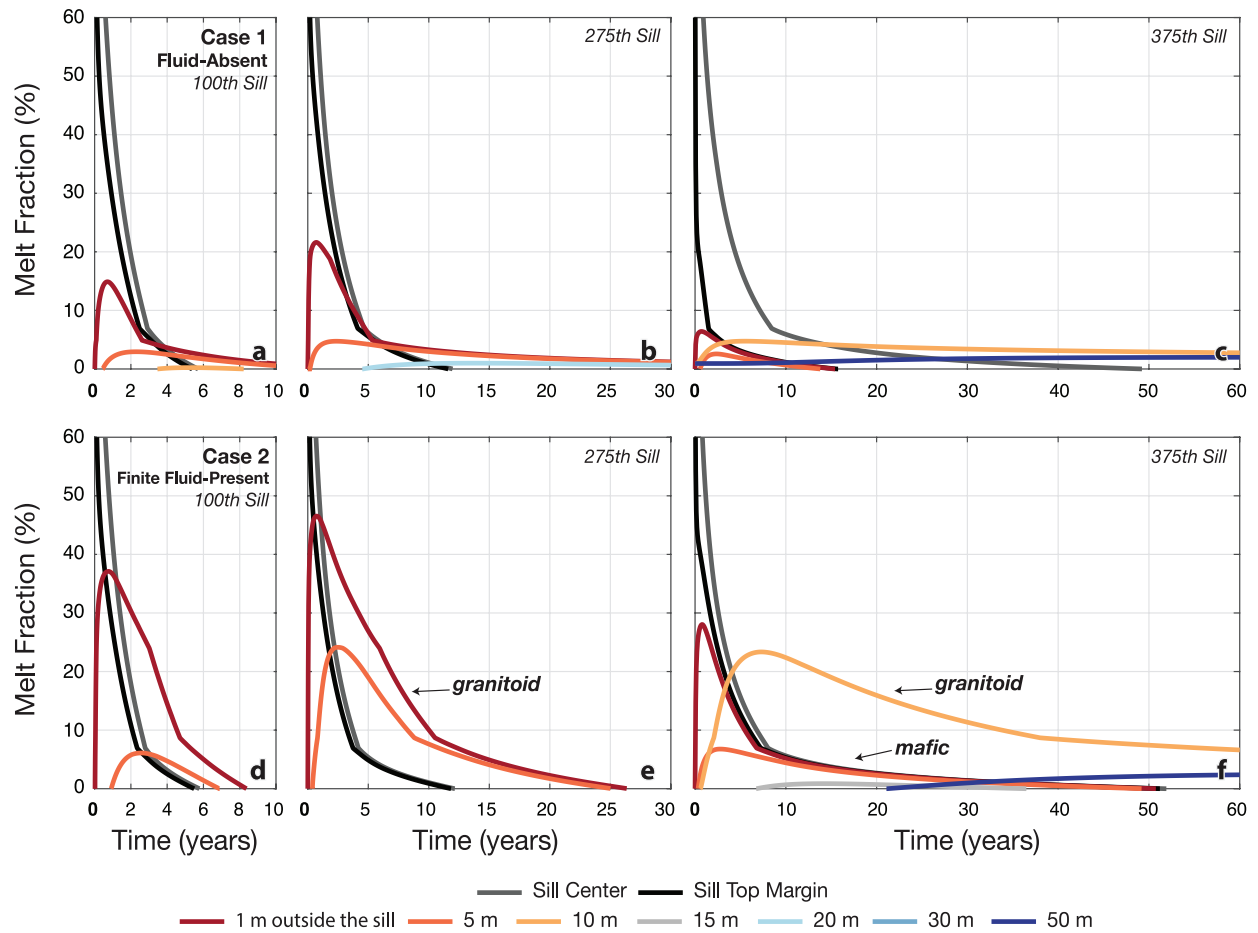 60
50
40
30
20
10
0
Melt Fraction (%)
Case 1
Fluid-Absent
100th Sill
a
0 2 4 6 8 10
275th Sill
b
0 5 10 15 20 25 30
375th Sill
c
0 10 20 30 40 50 60
60
50
40
30
20
10
0
Melt Fraction (%)
Case 2
Finite Fluid-Present
100th Sill
d
0 2 4 6 8 10
Time (years)
275th Sill
granitoid
e
0 5 10 15 20 25 30
Time (years)
375th Sill
granitoid
mafic
f
0 10 20 30 40 50 60
Time (years)
Sill Center Sill Top Margin
1 m outside the sill 5 m 10 m 15 m 20 m 30 m 50 m